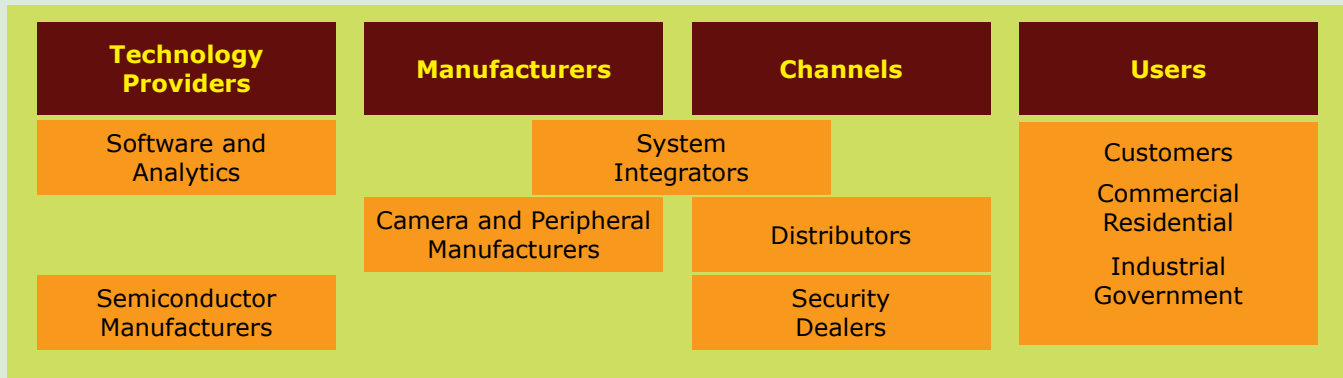 Technology
Providers
Manufacturers
Channels
Users
Software and
Analytics
System
Integrators
Customers
Commercial
Residential
Industrial
Government
Camera and Peripheral
Manufacturers
Distributors
Semiconductor
Manufacturers
Security
Dealers